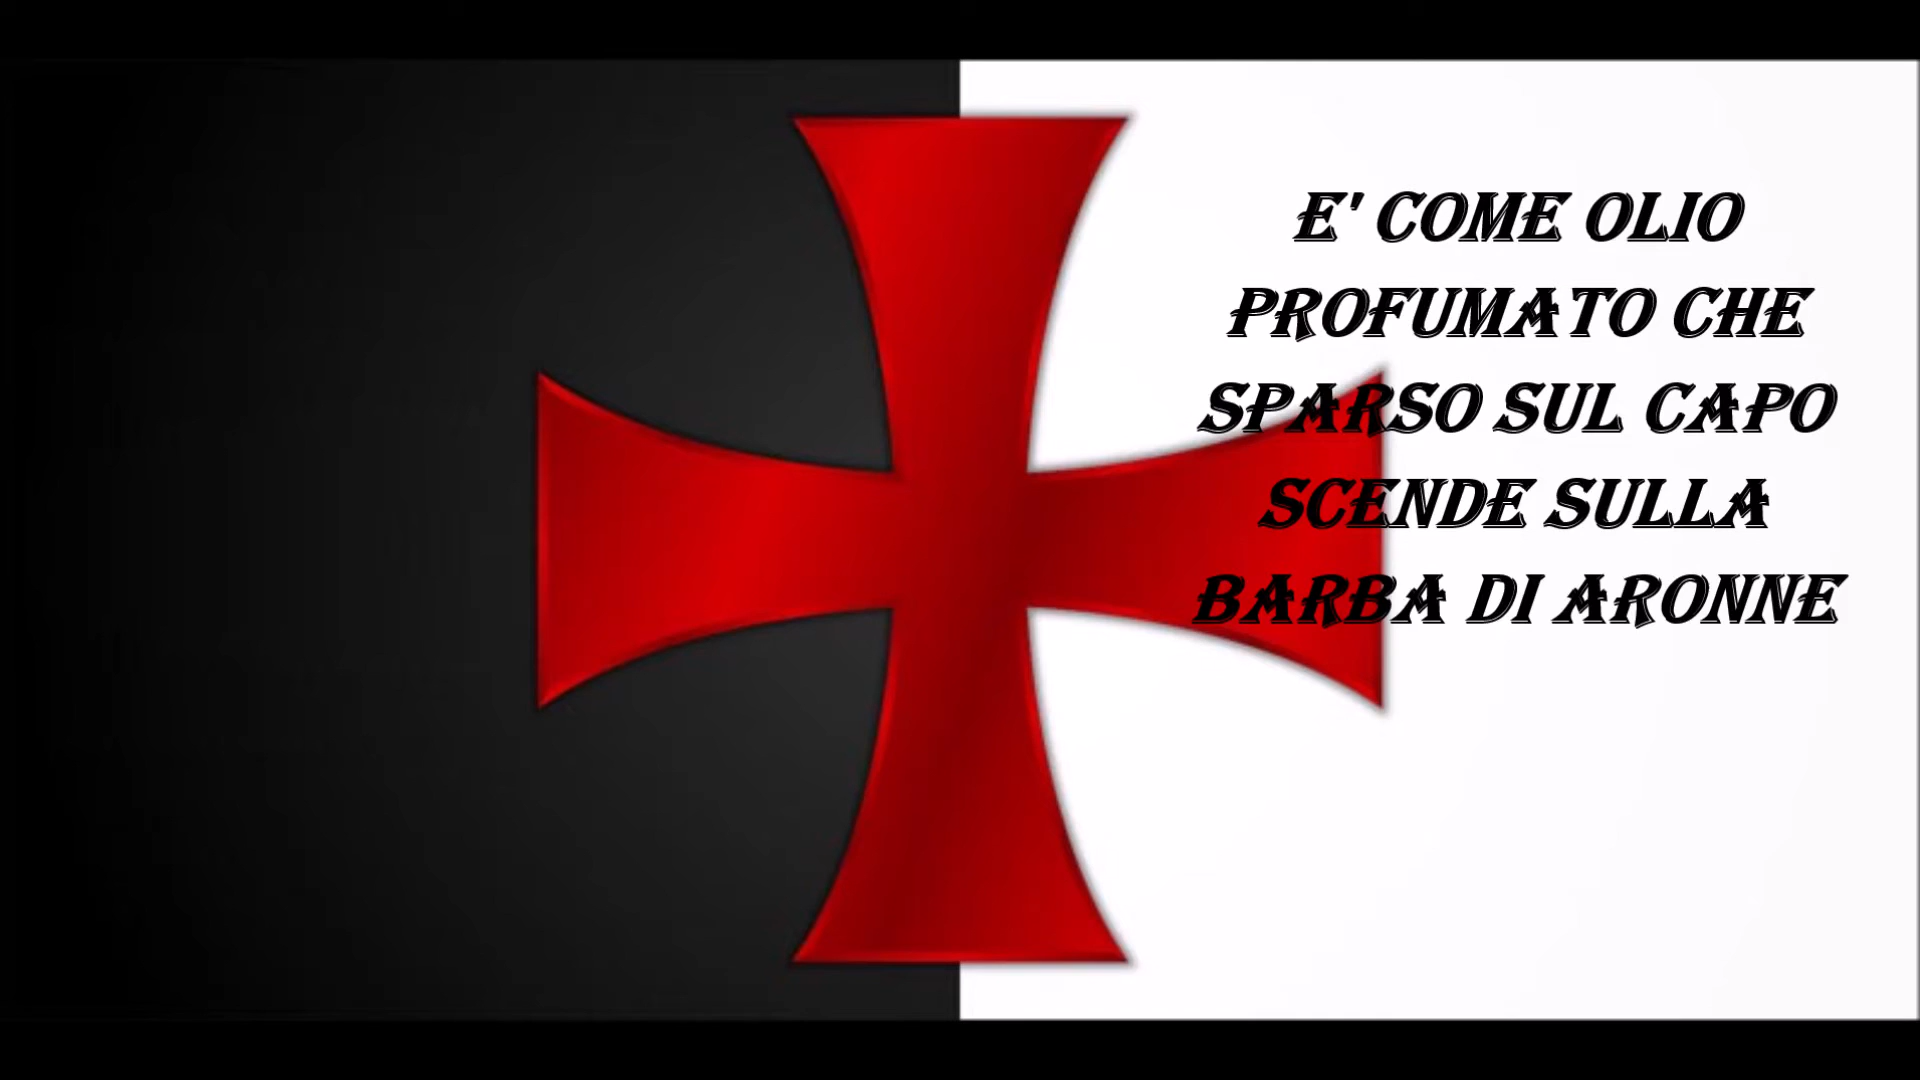 E' COME OLIO
PROFUMATO CHE
SPARSO SUL CAPO
SCENDE SULLA
BARBA DI ARONNE